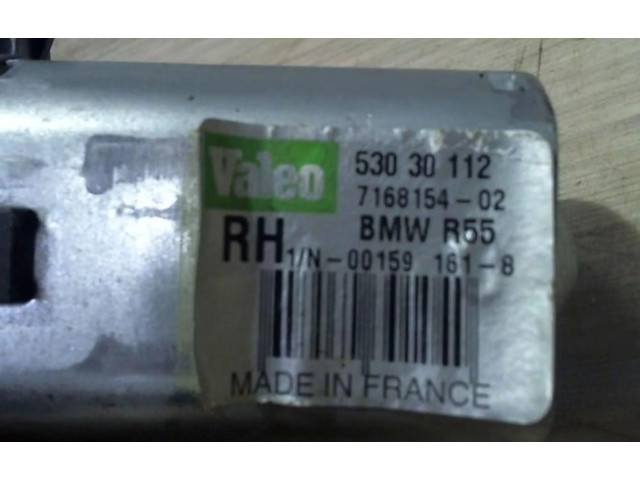 Valeo
530 30 112
7168154-02
RH
BMW R55
1/N-00159 161-8
MADE IN FRANCE